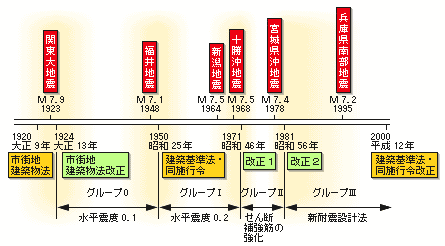 関東大地震
福井地震
新潟地震
十勝沖地震
宮城県沖地震
兵庫県南部地震
M 7.9
1923
M 7.1
1948
M 7.5
1964
M 7.5
1968
M 7.4
1978
M 7.2
1995
1920
大正 9年
1924
大正 13年
1950
昭和 25年
1971
昭和 46年
1981
昭和 56年
2000
平成 12年
市街地
建築物法
市街地
建築物法改正
建築基準法・
同施行令
改正 1
改正 2
建築基準法・
同施行令改正
グループ0
グループI
グループII
グループIII
水平震度 0.1
水平震度 0.2
せん断
補強筋の
強化
新耐震設計法